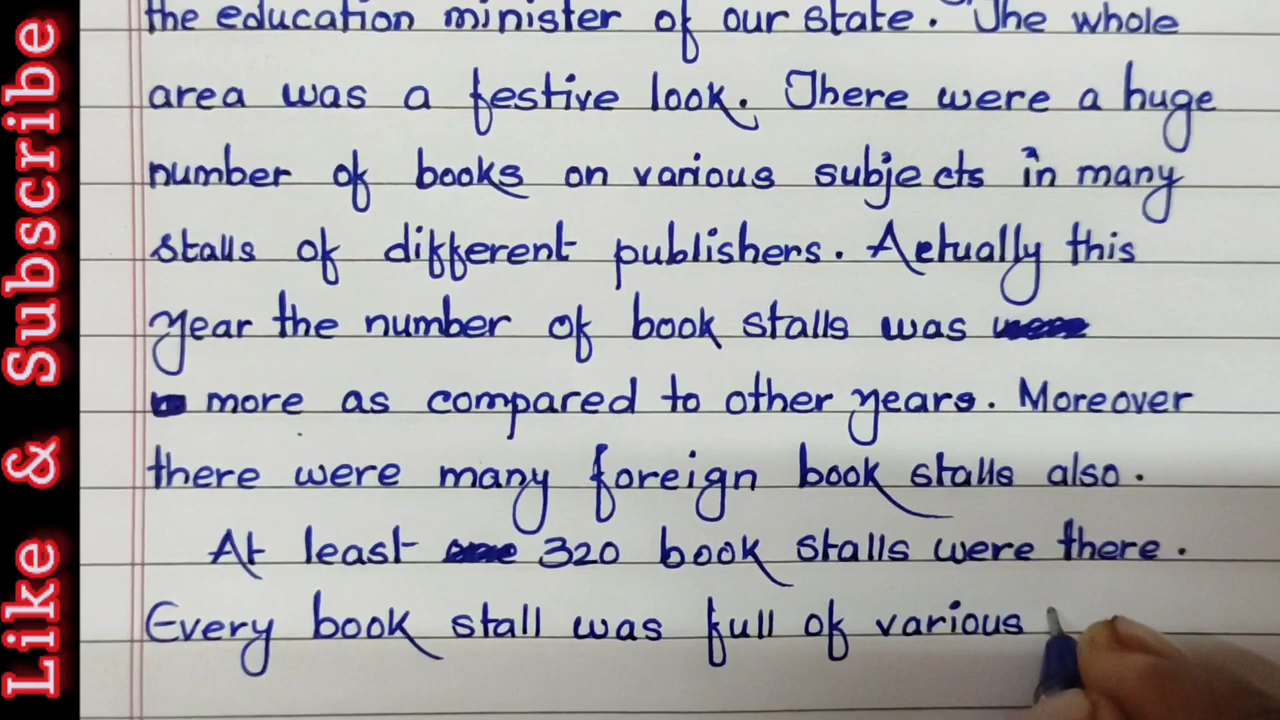 Like & Subscribe
the education minister of our state. The whole
area was a festive look. There were a huge
number of books on various subjects in many
stalls of different publishers. Actually this
year the number of book stalls was
more as compared to other years. Moreover
there were many foreign book stalls also.
At least 320 book stalls were there.
Every book stall was full of various